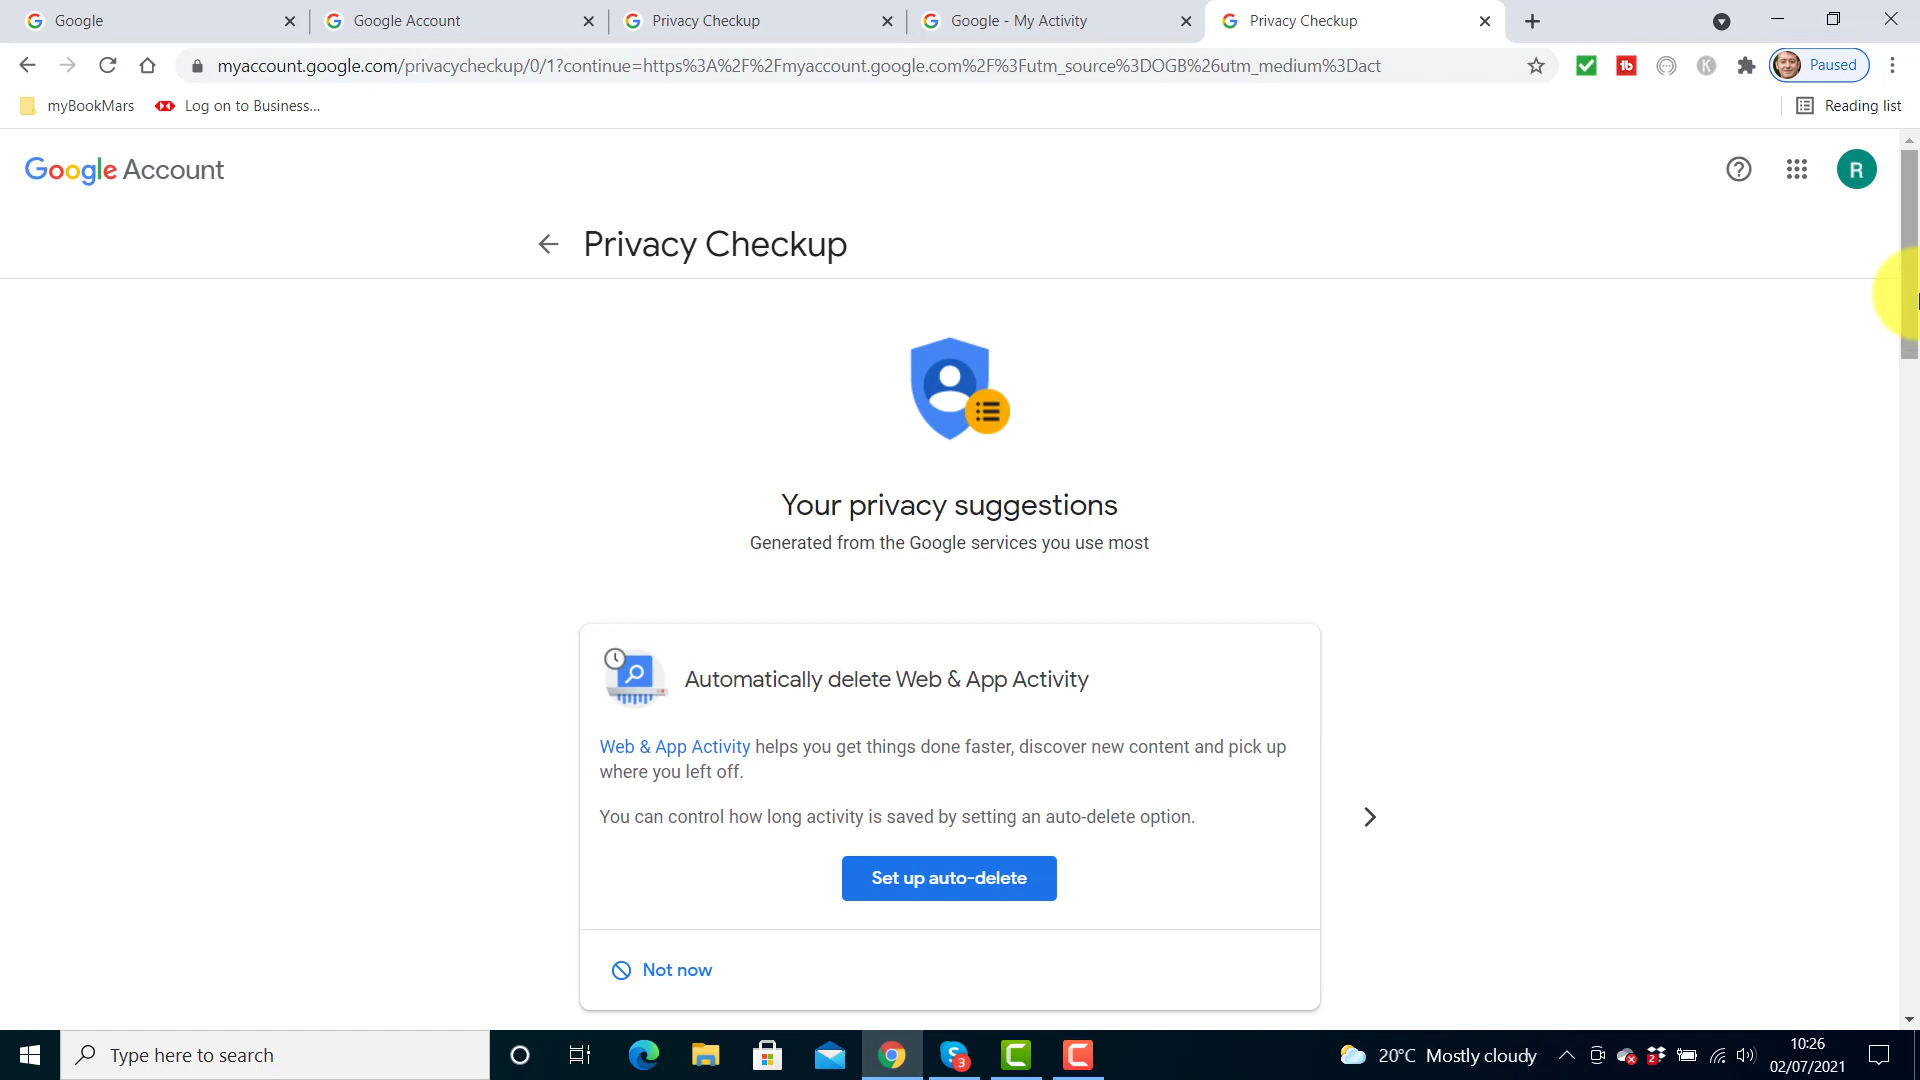 Google
Google Account
Privacy Checkup
Google - My Activity
Privacy Checkup
myaccount.google.com/privacycheckup/0/1?continue=https%3A%2F%2Fmyaccount.google.com%2F%3Futm_source%3DOGB%26utm_medium%3Dact
tb
K
Paused
myBookMars
Log on to Business...
Reading list
Google Account
R
Privacy Checkup
Your privacy suggestions
Generated from the Google services you use most
Automatically delete Web & App Activity
Web & App Activity helps you get things done faster, discover new content and pick up
where you left off.
You can control how long activity is saved by setting an auto-delete option.
Set up auto-delete
Not now
Type here to search
S
3
C
C
20°C Mostly cloudy
2
10:26
02/07/2021